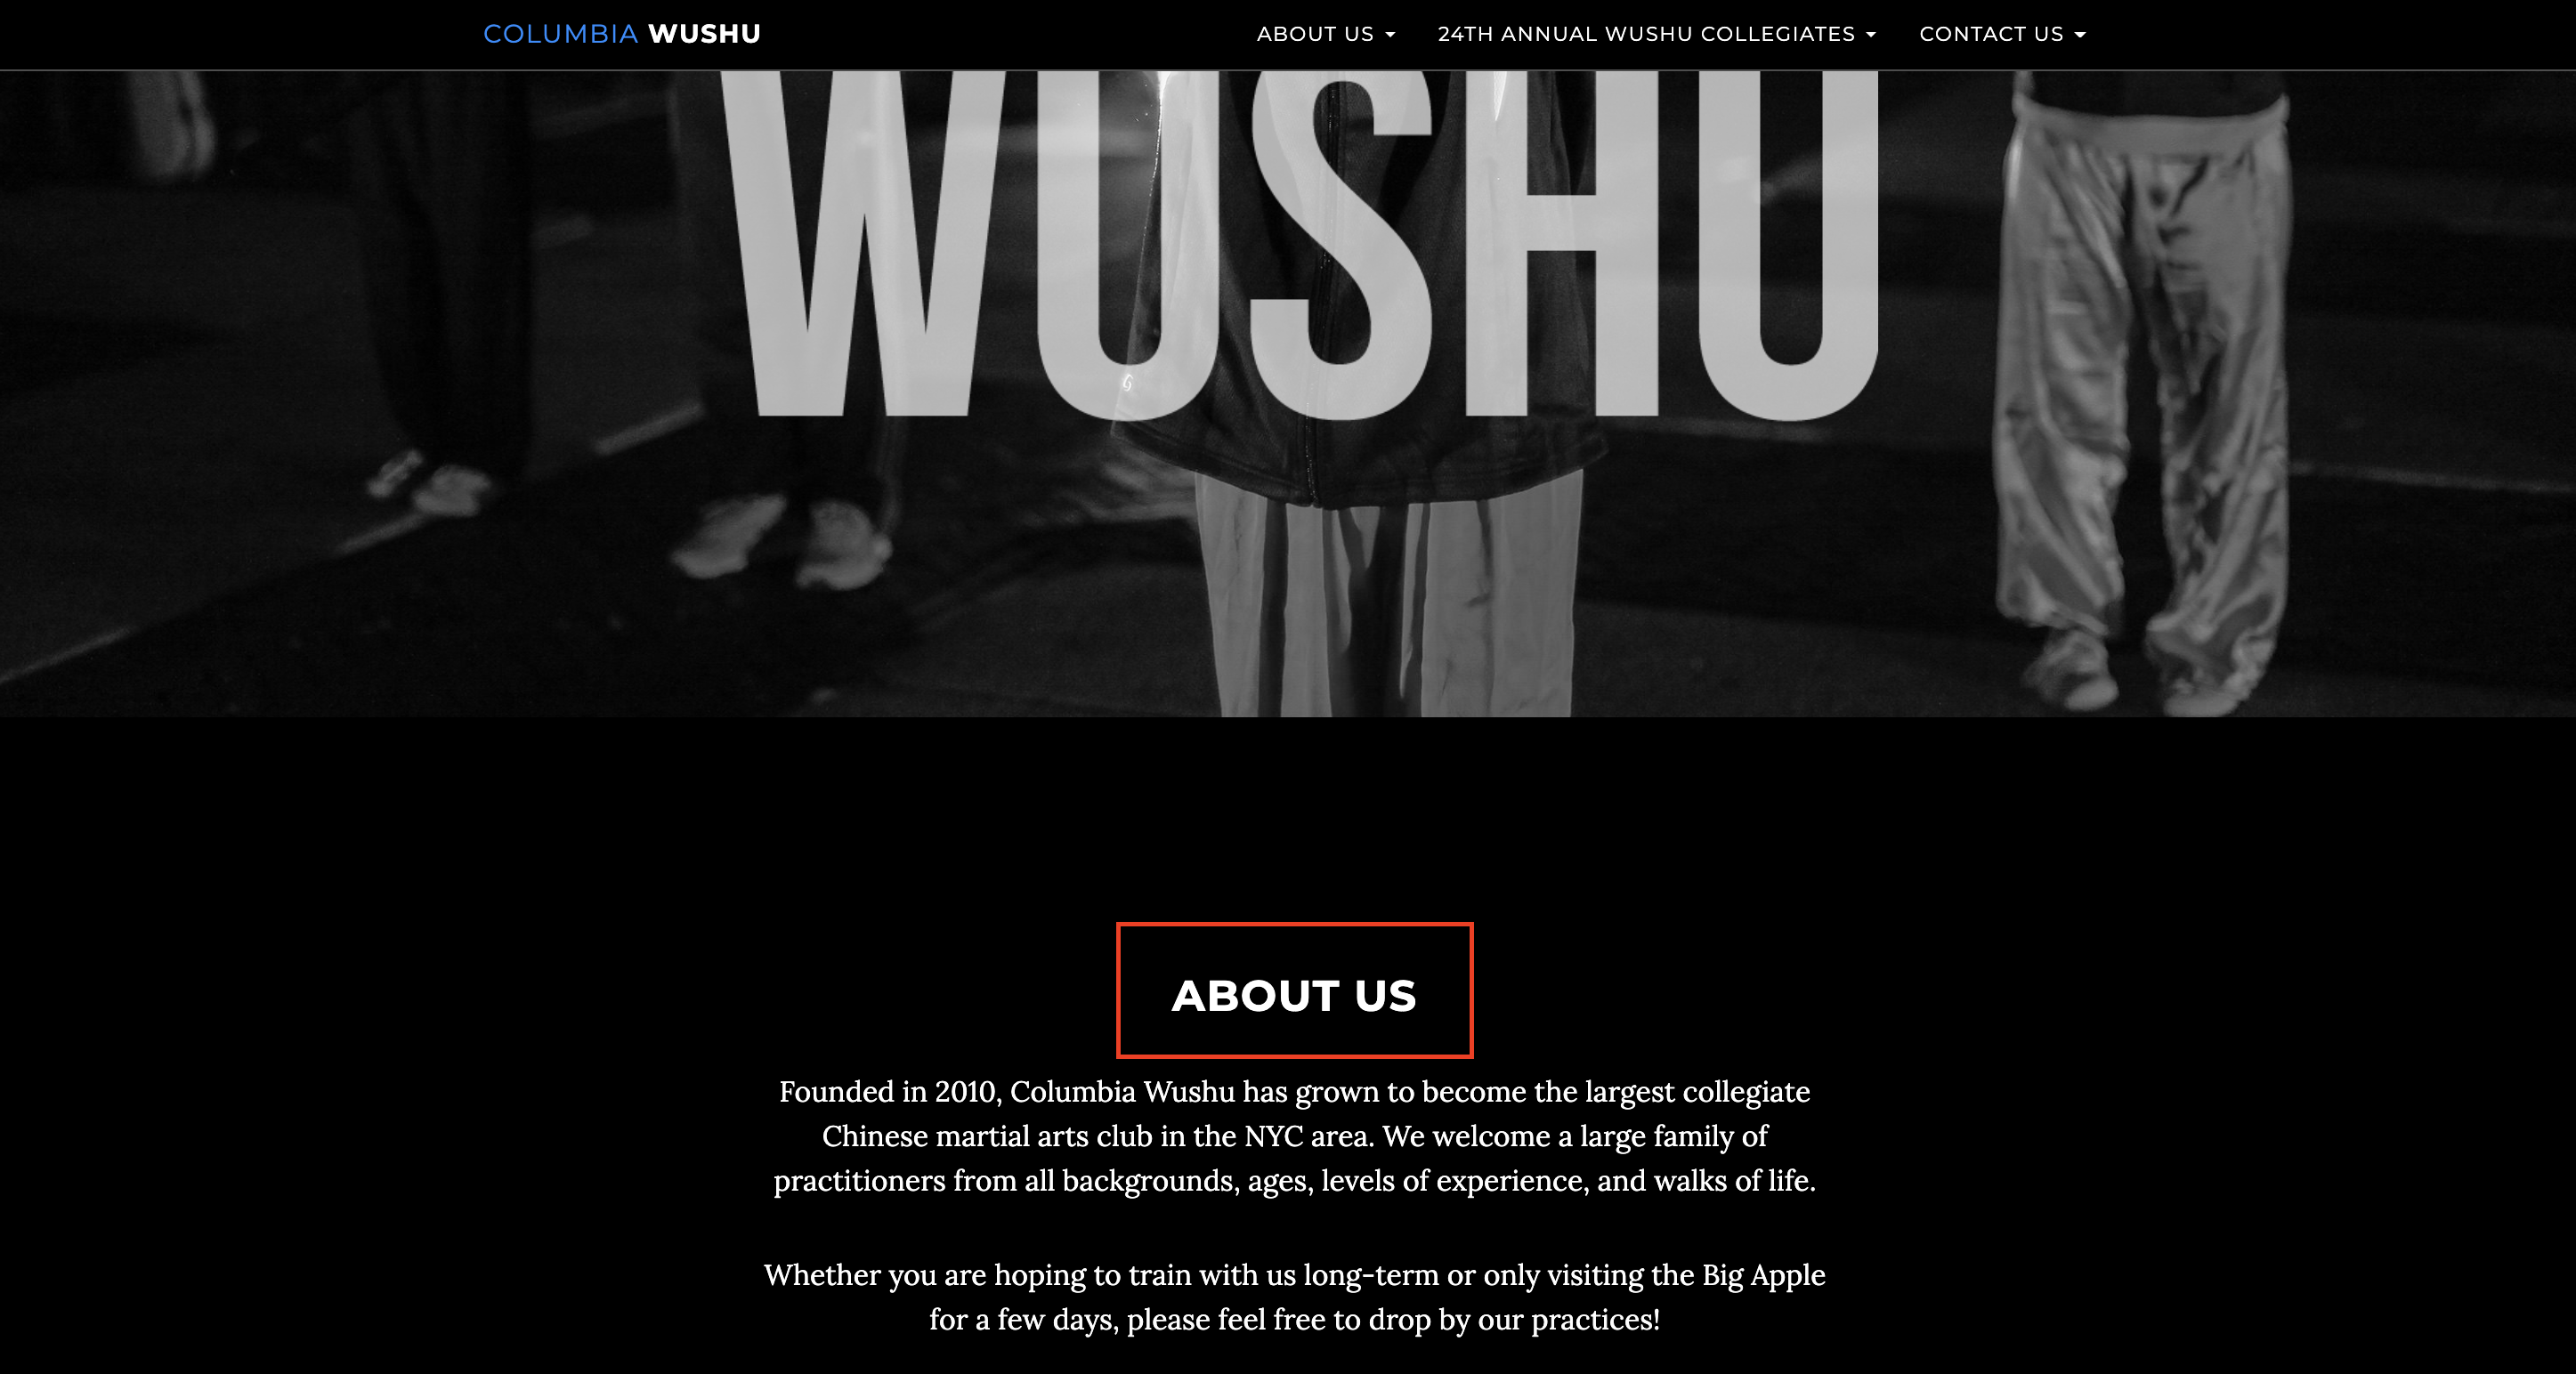 COLUMBIA WUSHU
ABOUT US
24TH ANNUAL WUSHU COLLEGIATES
CONTACT US
WUSHU
ABOUT US
Founded in 2010, Columbia Wushu has grown to become the largest collegiate
Chinese martial arts club in the NYC area. We welcome a large family of
practitioners from all backgrounds, ages, levels of experience, and walks of life.
Whether you are hoping to train with us long-term or only visiting the Big Apple
for a few days, please feel free to drop by our practices!